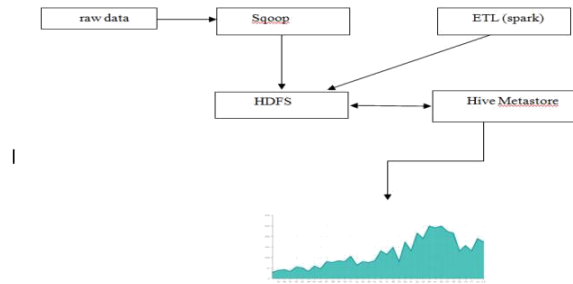 raw data
Sqoop
ETL (spark)
HDFS
Hive Metastore